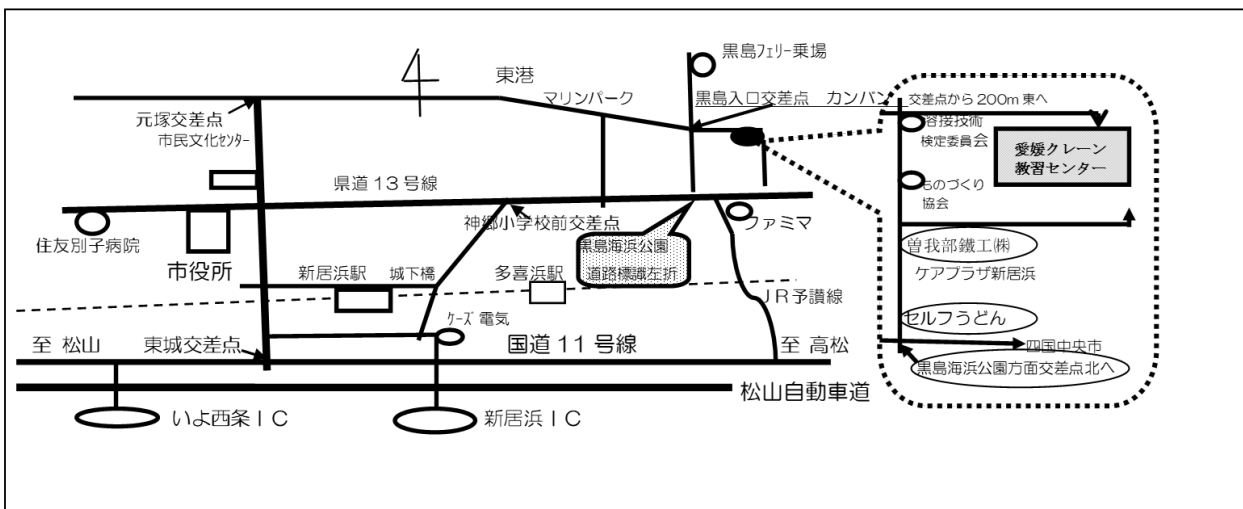 黒島フェリー乗場
4
東港
マリンパーク
黒島入口交差点 カンバン
交差点から200m東へ
元塚交差点
市民文化センター
溶接技術
検定委員会
愛媛クレーン
教習センター
県道13号線
ものづくり
協会
神郷小学校前交差点
ファミマ
住友別子病院
市役所
黒島海浜公園
道路標識左折
曽我部鐵工㈱
ケアプラザ新居浜
新居浜駅
城下橋
多喜浜駅
JR予讃線
ケーズ電気
セルフうどん
至 松山
東城交差点
国道11号線
至 高松
四国中央市
黒島海浜公園方面交差点北へ
松山自動車道
いよ西条IC
新居浜IC